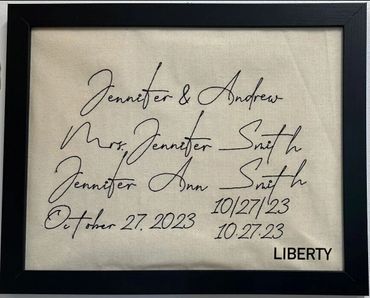 Jennifer & Andrew
Mrs. Jennifer Smith
Jennifer Ann Smith
October 27, 2023
10/27/23
10.27.23
LIBERTY